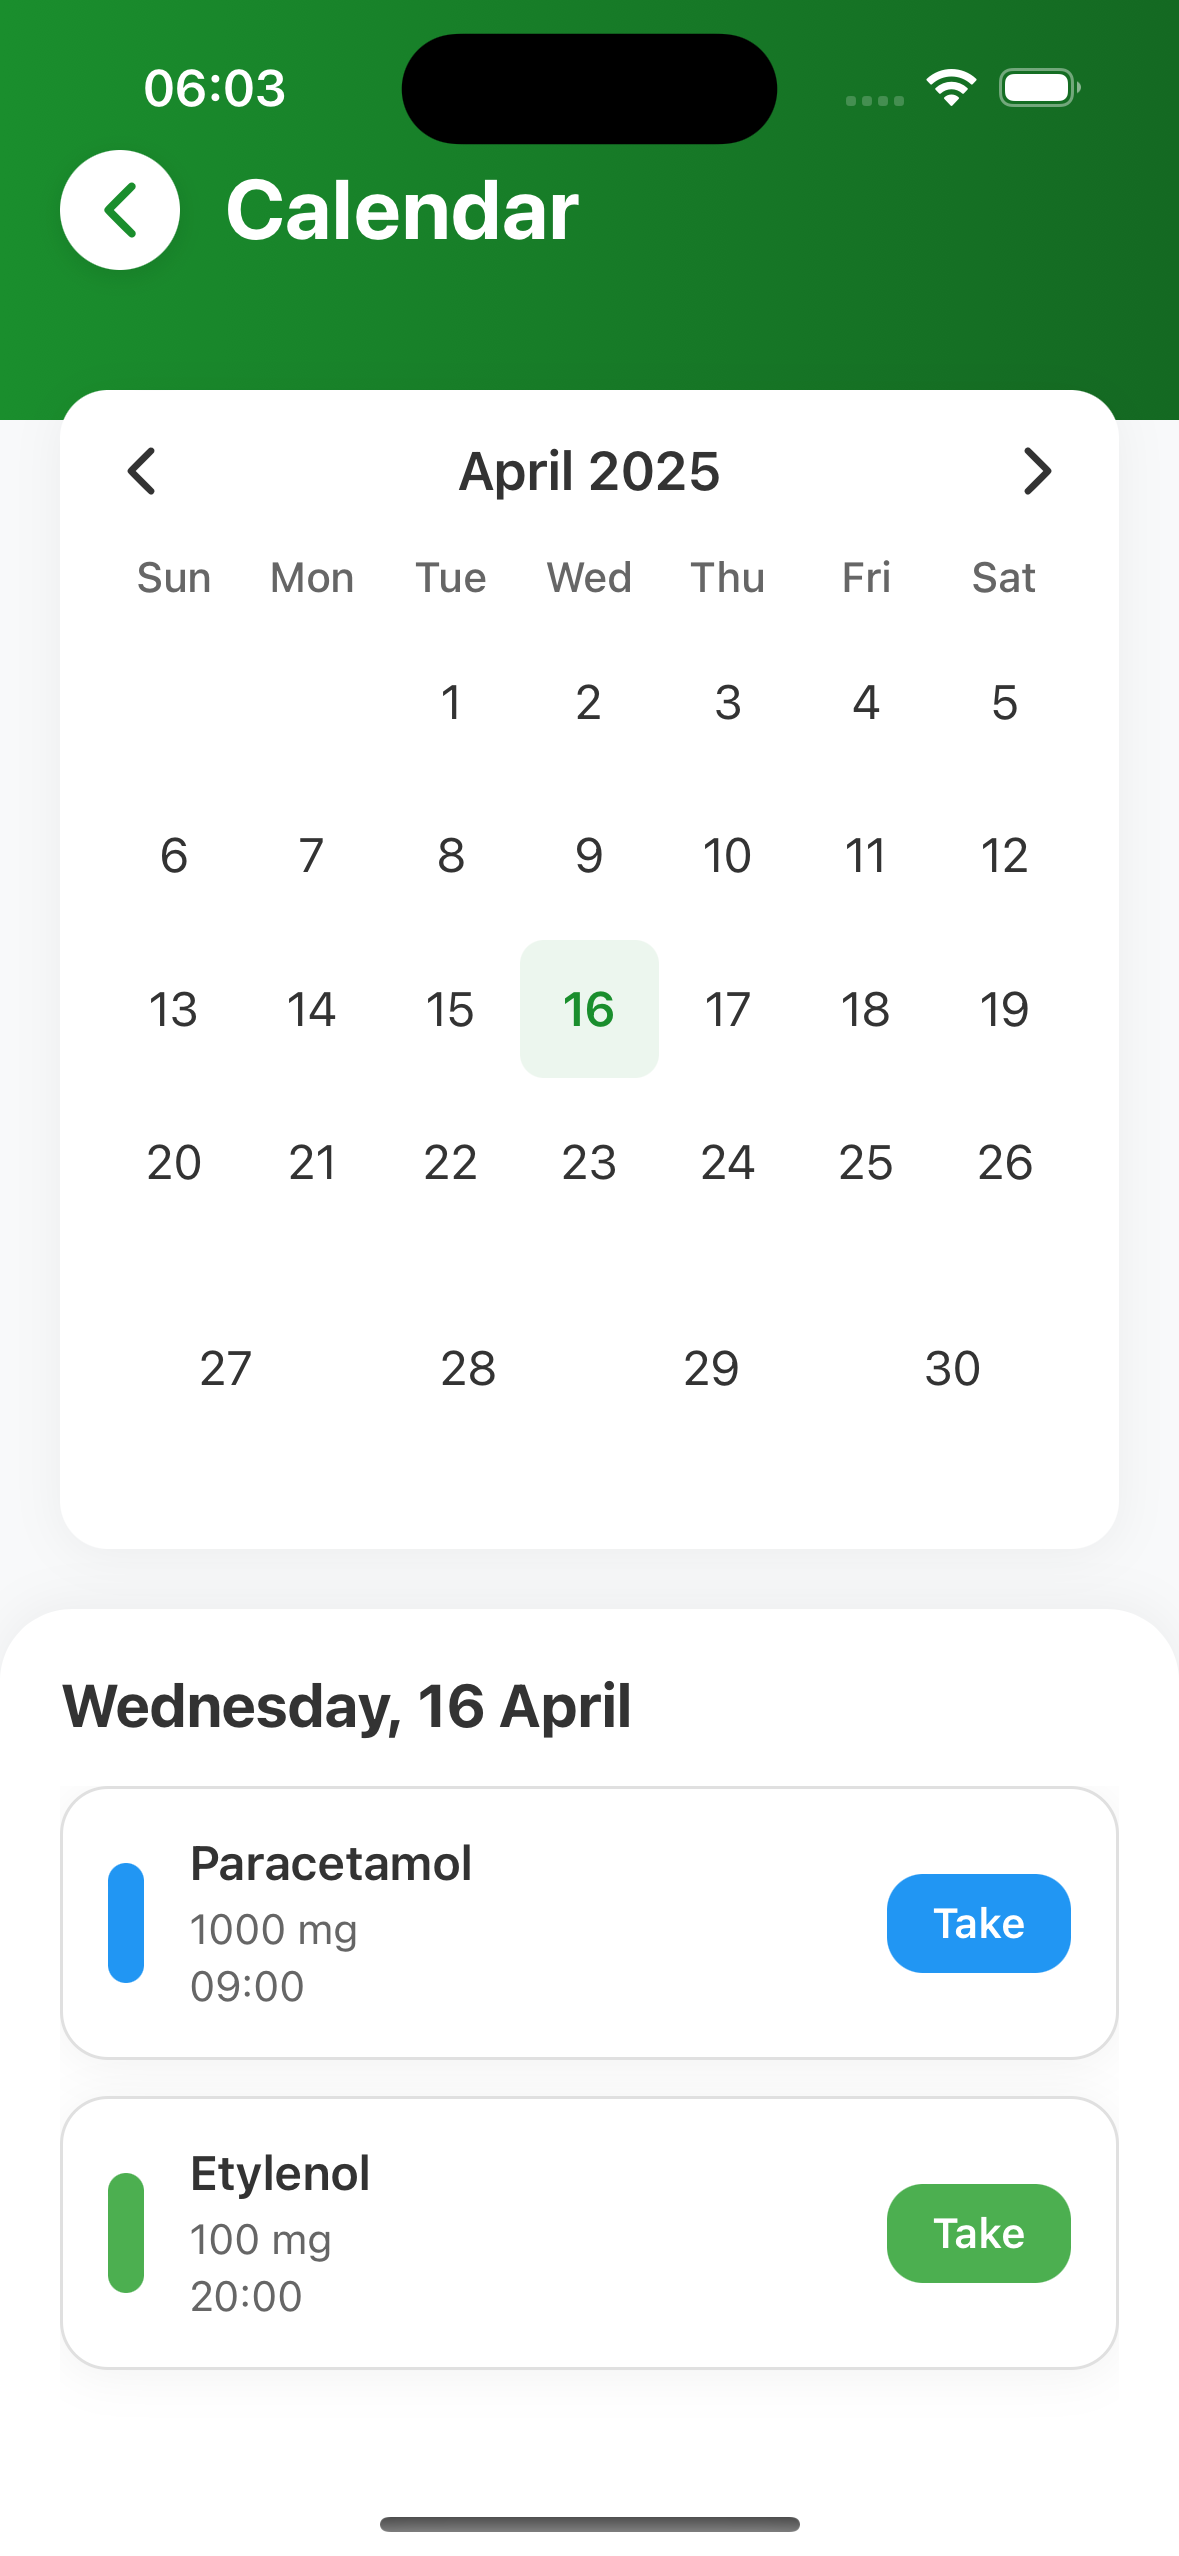 06:03
Calendar
April 2025
Sun Mon Tue Wed Thu Fri Sat
1 2 3 4 5
6 7 8 9 10 11 12
13 14 15 16 17 18 19
20 21 22 23 24 25 26
27 28 29 30
Wednesday, 16 April
Paracetamol
1000 mg
09:00
Take
Etylenol
100 mg
20:00
Take